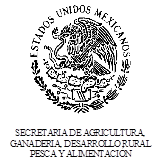 ESTADOS UNIDOS MEXICANOS
SECRETARIA DE AGRICULTURA,
GANADERIA, DESARROLLO RURAL
PESCA Y ALIMENTACION